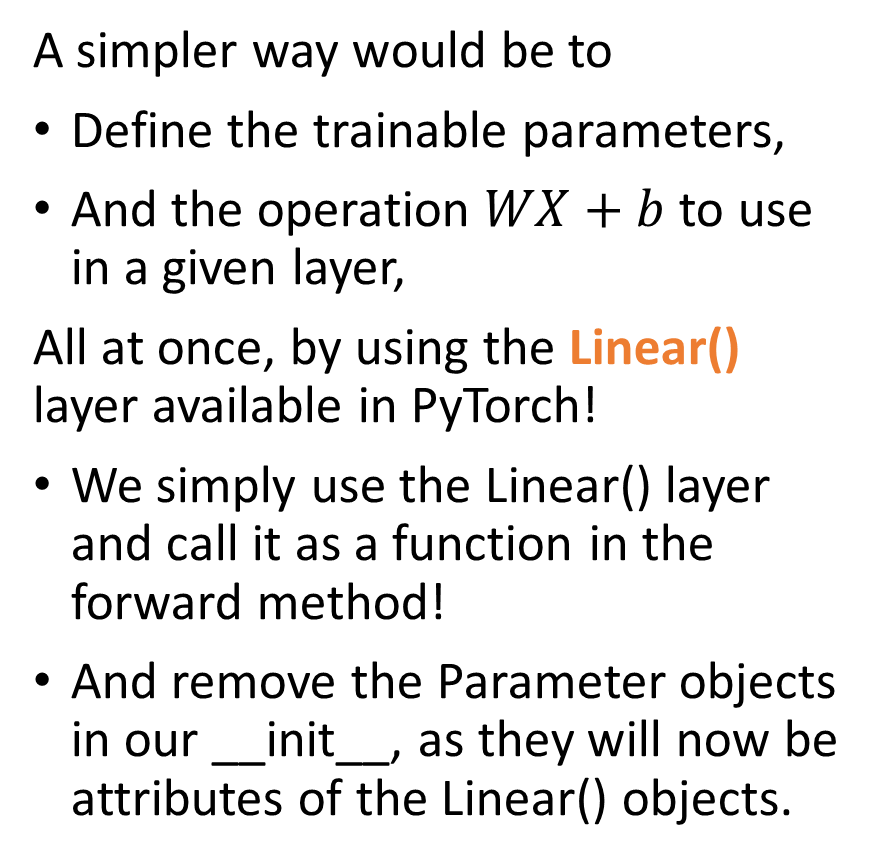 A simpler way would be to
• Define the trainable parameters,
• And the operation 𝑊𝑋 + 𝑏 to use
in a given layer,
All at once, by using the Linear()
layer available in PyTorch!
• We simply use the Linear() layer
and call it as a function in the
forward method!
• And remove the Parameter objects
in our __init__, as they will now be
attributes of the Linear() objects.